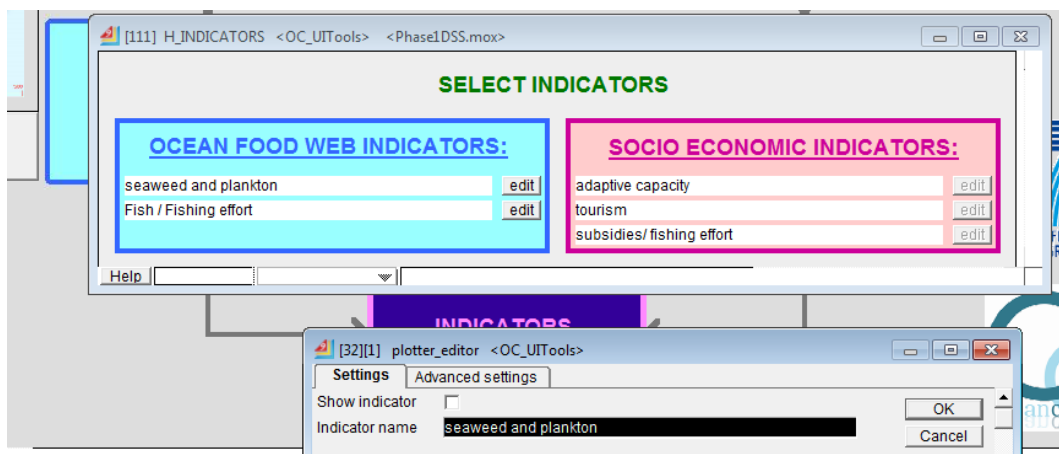 [111] H_INDICATORS <OC_UITools> <Phase1DSS.mox>
SELECT INDICATORS
OCEAN FOOD WEB INDICATORS:
seaweed and plankton edit
Fish / Fishing effort edit
SOCIO ECONOMIC INDICATORS:
adaptive capacity edit
tourism edit
subsidies/ fishing effort edit
Help
INDICATORS
[32][1] plotter_editor <OC_UITools>
Settings Advanced settings
Show indicator
OK
Indicator name seaweed and plankton
Cancel